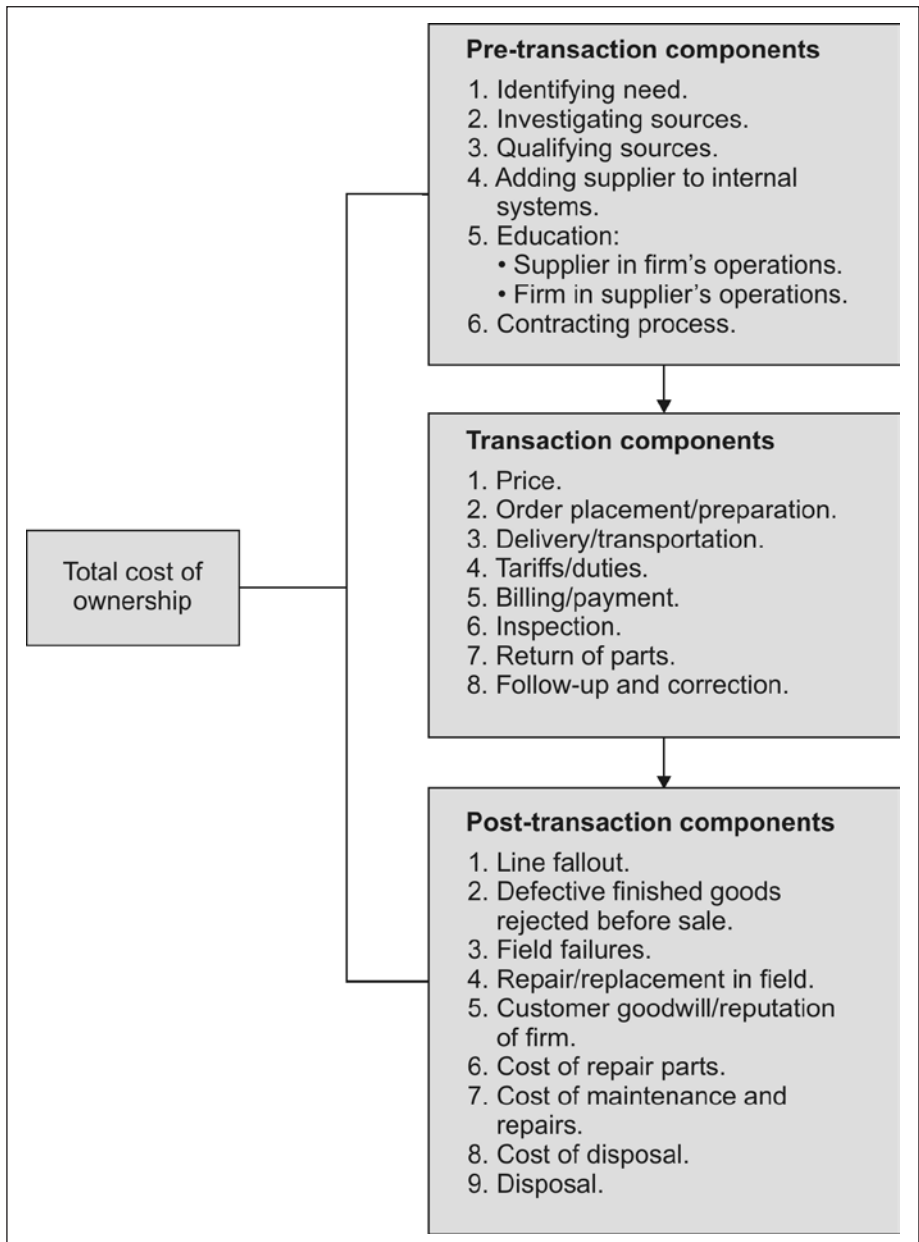 Pre-transaction components
1. Identifying need.
2. Investigating sources.
3. Qualifying sources.
4. Adding supplier to internal
systems.
5. Education:
• Supplier in firm's operations.
• Firm in supplier's operations.
6. Contracting process.
Transaction components
1. Price.
2. Order placement/preparation.
3. Delivery/transportation.
4. Tariffs/duties.
5. Billing/payment.
6. Inspection.
7. Return of parts.
8. Follow-up and correction.
Total cost of
ownership
Post-transaction components
1. Line fallout.
2. Defective finished goods
rejected before sale.
3. Field failures.
4. Repair/replacement in field.
5. Customer goodwill/reputation
of firm.
6. Cost of repair parts.
7. Cost of maintenance and
repairs.
8. Cost of disposal.
9. Disposal.